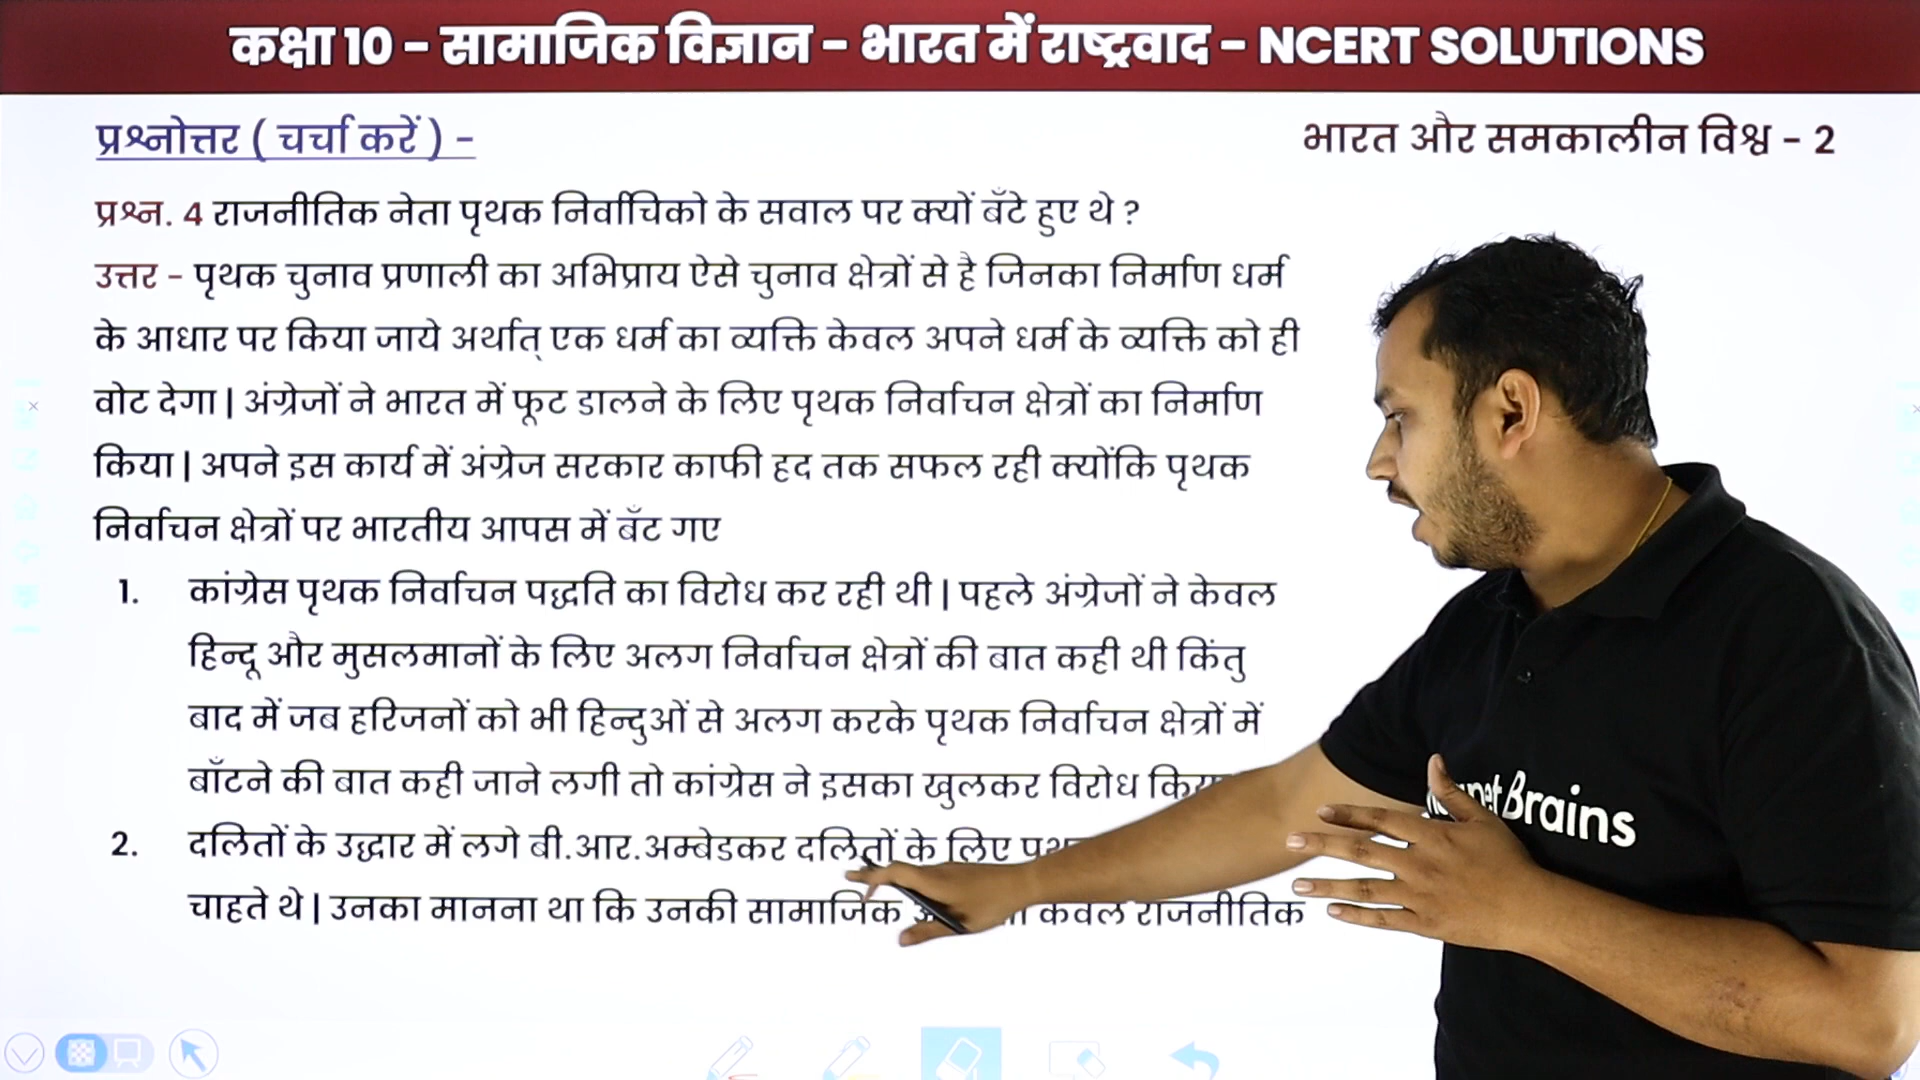 कक्षा 10 – सामाजिक विज्ञान – भारत में राष्ट्रवाद – NCERT SOLUTIONS
प्रश्नोत्तर ( चर्चा करें ) –
भारत और समकालीन विश्व – 2
प्रश्न. 4 राजनीतिक नेता पृथक निर्वाचिको के सवाल पर क्यों बँटे हुए थे ?
उत्तर – पृथक चुनाव प्रणाली का अभिप्राय ऐसे चुनाव क्षेत्रों से है जिनका निर्माण धर्म
के आधार पर किया जाये अर्थात् एक धर्म का व्यक्ति केवल अपने धर्म के व्यक्ति को ही
वोट देगा | अंग्रेजों ने भारत में फूट डालने के लिए पृथक निर्वाचन क्षेत्रों का निर्माण
किया | अपने इस कार्य में अंग्रेज सरकार काफी हद तक सफल रही क्योंकि पृथक
निर्वाचन क्षेत्रों पर भारतीय आपस में बँट गए
1. कांग्रेस पृथक निर्वाचन पद्धति का विरोध कर रही थी | पहले अंग्रेजों ने केवल
हिन्दू और मुसलमानों के लिए अलग निर्वाचन क्षेत्रों की बात कही थी किंतु
बाद में जब हरिजनों को भी हिन्दुओं से अलग करके पृथक निर्वाचन क्षेत्रों में
बाँटने की बात कही जाने लगी तो कांग्रेस ने इसका खुलकर विरोध
2. दलितों के उद्धार में लगे बी.आर.अम्बेडकर दलितों के लिए
चाहते थे | उनका मानना था कि उनकी सामाजिक केवल राजनीतिक
Brains